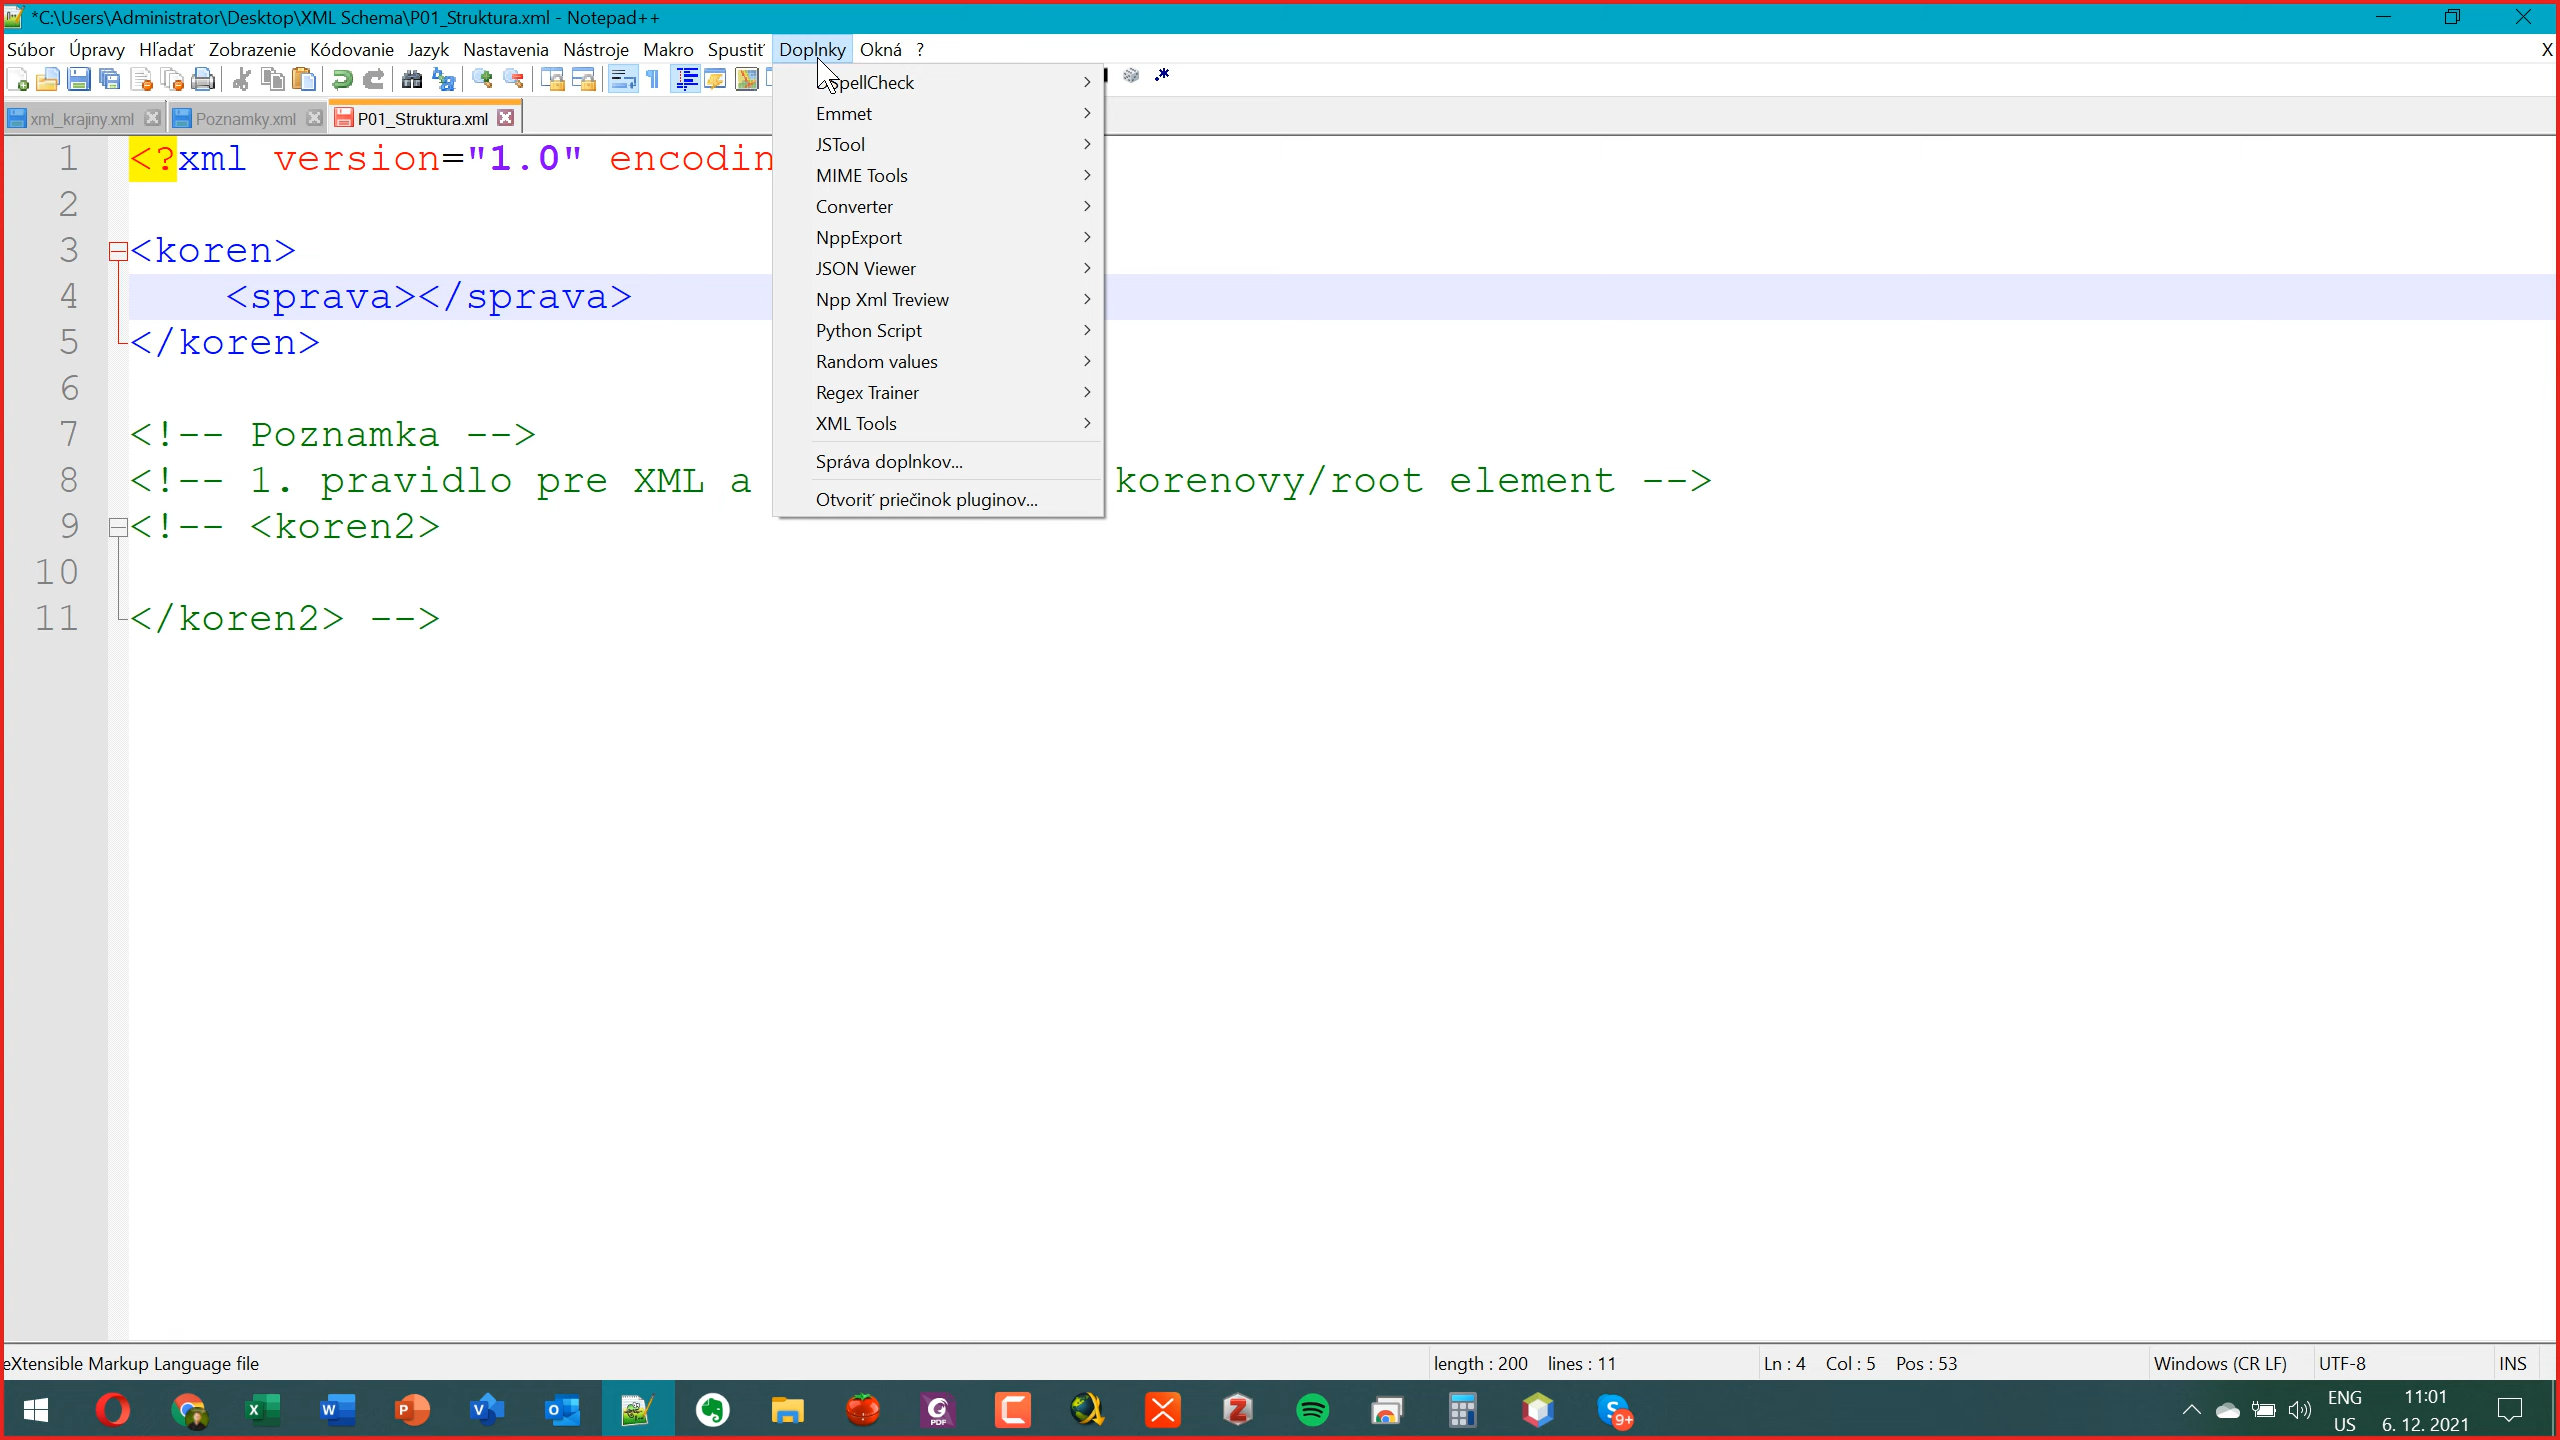 *C:\Users\Administrator\Desktop\XML Schema\P01_Struktura.xml - Notepad++
Súbor Úpravy Hľadať Zobrazenie Kódovanie Jazyk Nastavenia Nástroje Makro Spustiť Doplnky Okná ? X
xml_krajiny.xml Poznamky.xml P01_Struktura.xml
Emmet
JSTool
MIME Tools
Converter
NppExport
JSON Viewer
Npp Xml Treview
Python Script
Random values
Regex Trainer
XML Tools
Správa doplnkov...
Otvoriť priečinok pluginov...
1 <?xml version="1.0"
2
3 <koren>
4 <sprava></sprava>
5 </koren>
6
7 <!-- Poznamka -->
8 <!-- 1. pravidlo pre XML a korenovy/root element -->
9 <!-- <koren2>
10
11 </koren2> -->
eXtensible Markup Language file length : 200 lines : 11 Ln : 4 Col : 5 Pos : 53 Windows (CR LF) UTF-8 INS
ENG 11:01
US 6. 12. 2021
9+
PDF